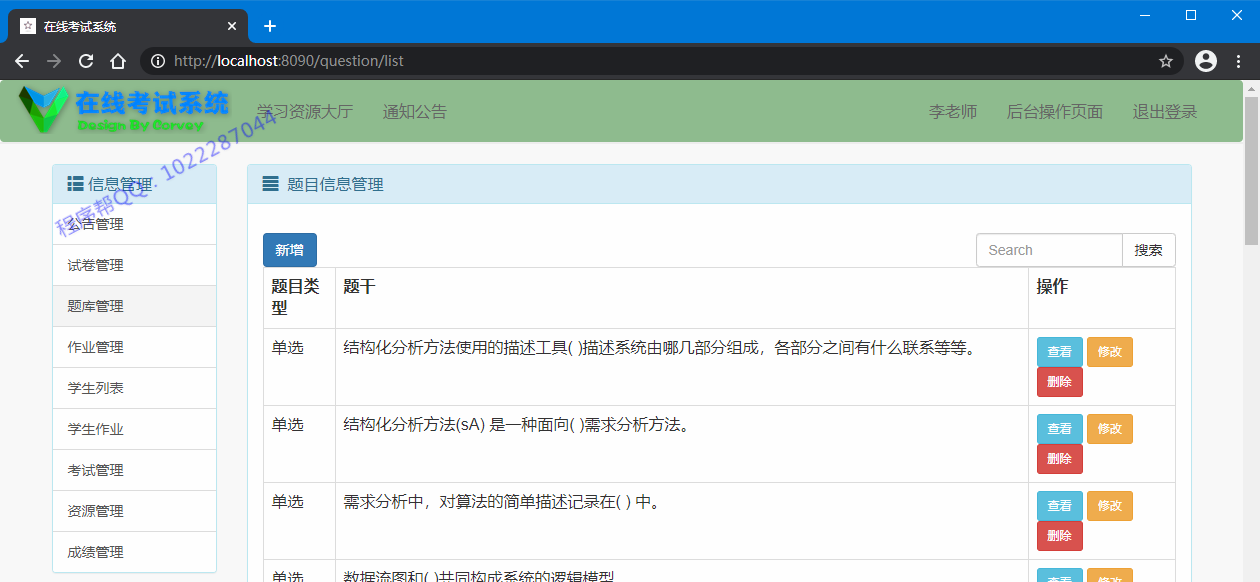 在线考试系统
http://localhost:8090/question/list
在线考试系统
Design By Convey
学习资源大厅 通知公告 李老师 后台操作页面 退出登录
程序帮QQ：1022287044
信息管理
公告管理
试卷管理
题库管理
作业管理
学生列表
学生作业
考试管理
资源管理
成绩管理
题目信息管理
新增 Search 搜索
题目类型 题干 操作
单选 结构化分析方法使用的描述工具( )描述系统由哪几部分组成，各部分之间有什么联系等等。 查看 修改
删除
单选 结构化分析方法(sA) 是一种面向( )需求分析方法。 查看 修改
删除
单选 需求分析中，对算法的简单描述记录在( ) 中。 查看 修改
删除
单选 数据流图和( )共同构成系统的逻辑模型 查看 修改